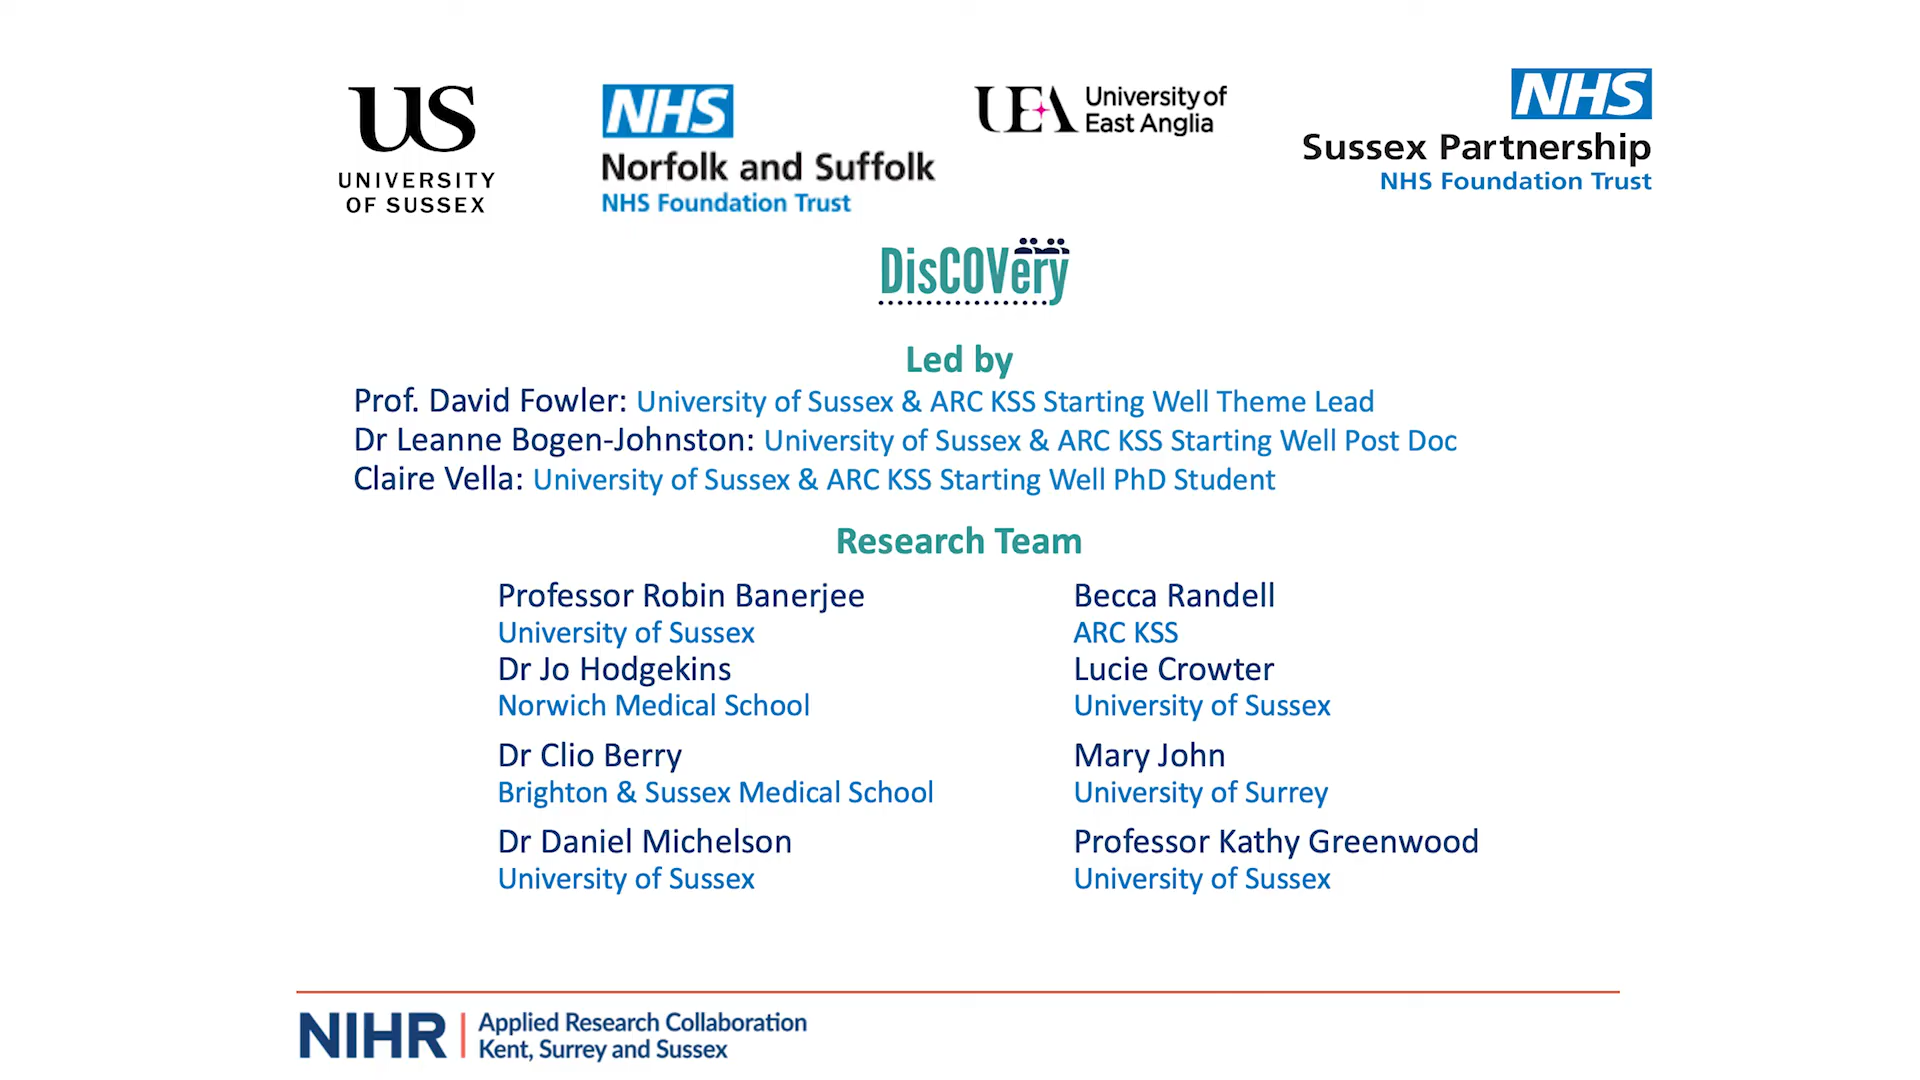 US
UNIVERSITY
OF SUSSEX
NHS
Norfolk and Suffolk
NHS Foundation Trust
UEA
University of
East Anglia
NHS
Sussex Partnership
NHS Foundation Trust
DisCOVery
Led by
Prof. David Fowler: University of Sussex & ARC KSS Starting Well Theme Lead
Dr Leanne Bogen-Johnston: University of Sussex & ARC KSS Starting Well Post Doc
Claire Vella: University of Sussex & ARC KSS Starting Well PhD Student
Research Team
Professor Robin Banerjee
University of Sussex
Dr Jo Hodgekins
Norwich Medical School
Dr Clio Berry
Brighton & Sussex Medical School
Dr Daniel Michelson
University of Sussex
Becca Randell
ARC KSS
Lucie Crowter
University of Sussex
Mary John
University of Surrey
Professor Kathy Greenwood
University of Sussex
NIHR
Applied Research Collaboration
Kent, Surrey and Sussex